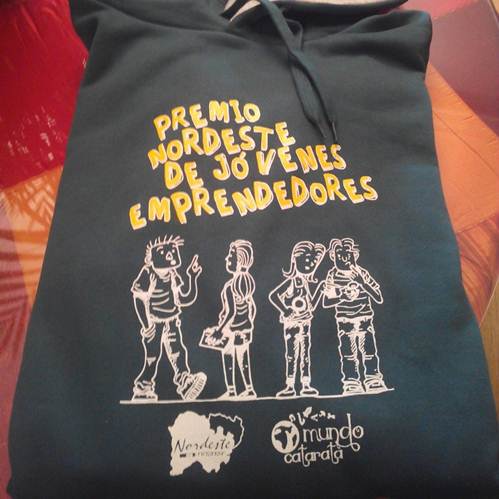 PREMIO
NORDESTE
DE JÓVENES
EMPRENDEDORES
Nordeste
mundo
catarata